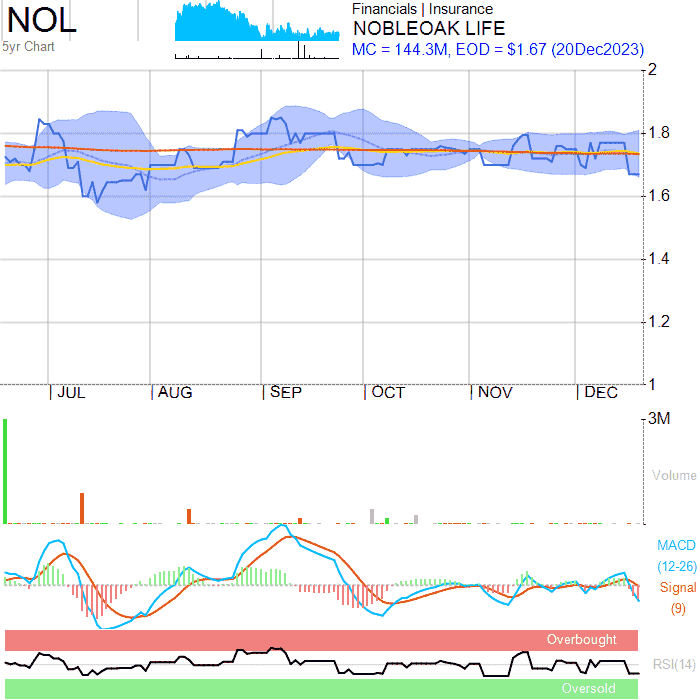 NOL
5yr Chart
Financials | Insurance
NOBLEOAK LIFE
MC = 144.3M, EOD = $1.67 (20Dec2023)
2
1.8
1.6
1.4
1.2
1
JUL
AUG
SEP
OCT
NOV
DEC
3M
Volume
MACD
(12-26)
Signal
(9)
Overbought
RSI(14)
Oversold